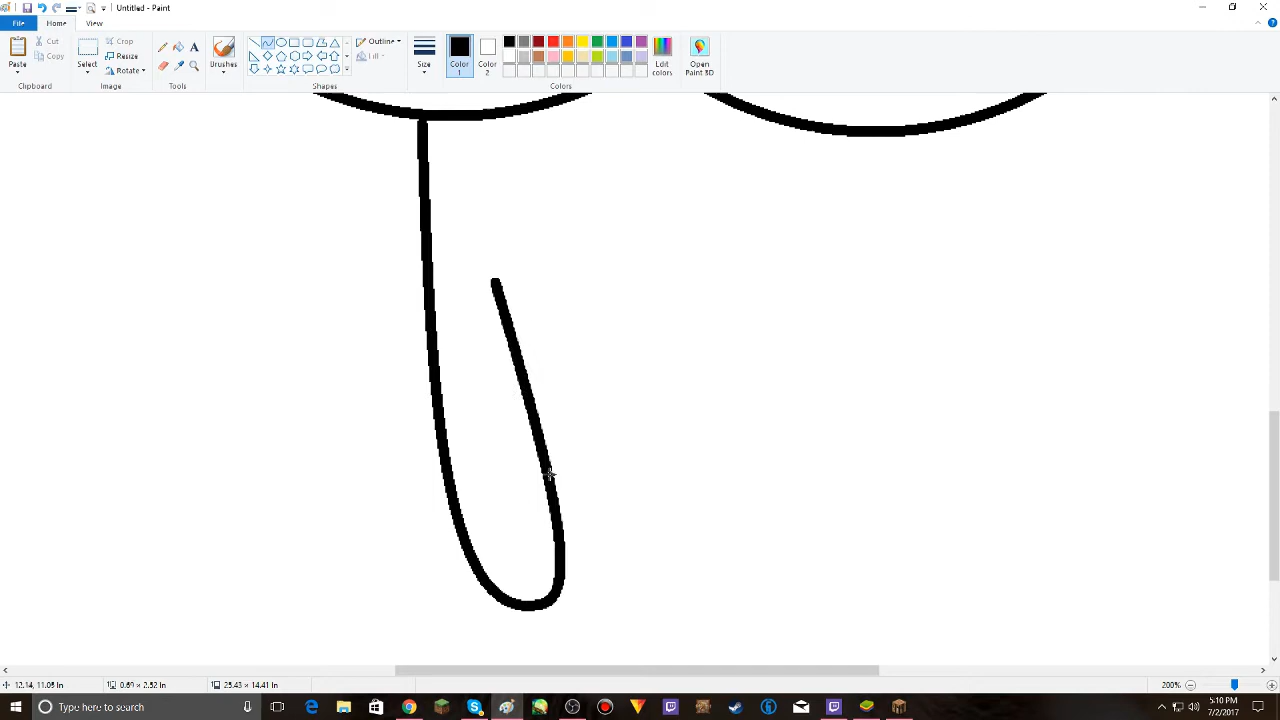 Untitled - Paint
File Home View
Paste
Cut
Copy
Clipboard
Select
Crop
Resize
Rotate
Image
A
Tools
Brushes
Outline
Fill
Shapes
Size
Color 1
Color 2
Edit colors
Colors
Open Paint 3D
200%
Type here to search
5:10 PM
7/2/2017